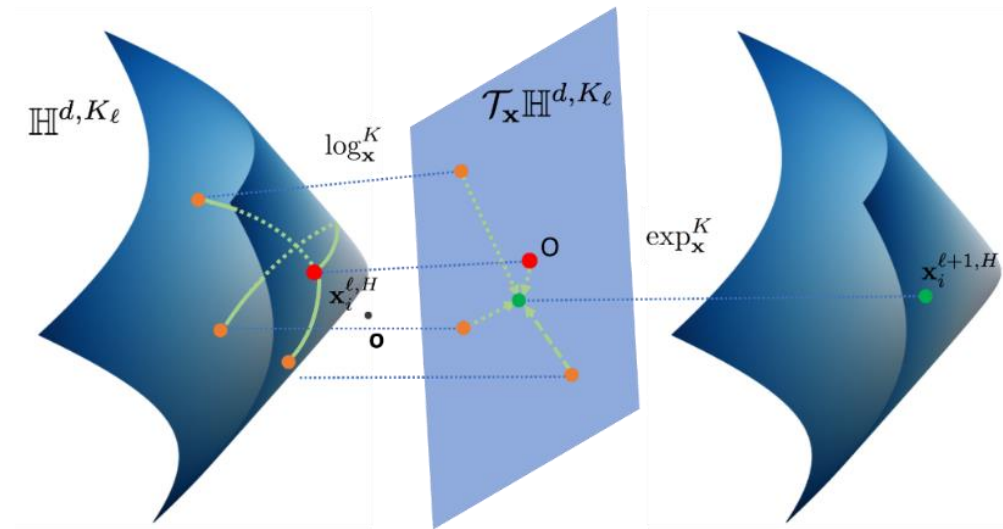 ℍ^{d,K_ℓ}
log_𝐱^K
𝒯_𝐱ℍ^{d,K_ℓ}
O
exp_𝐱^K
𝐱_i^{ℓ,H}
𝐱_i^{ℓ+1,H}
o